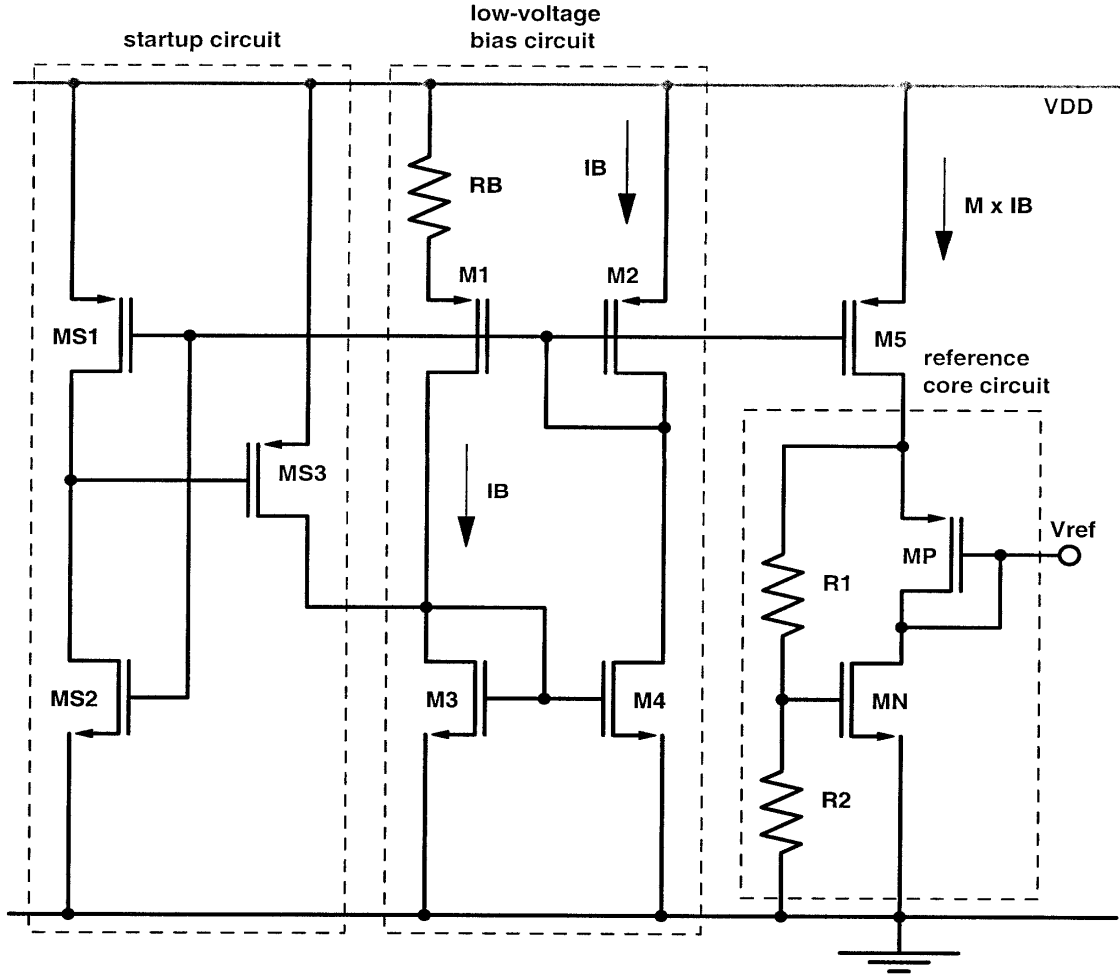 low-voltage
bias circuit
startup circuit
VDD
RB
IB
M x IB
M1
M2
MS1
M5
reference
core circuit
MS3
IB
Vref
MP
R1
MS2
M3
M4
MN
R2